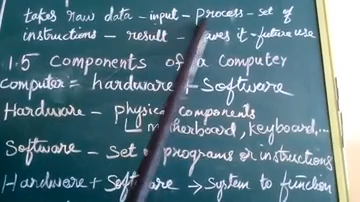 takes raw data - input - process - set of
instructions - result - saves it - future use
1.5 Components of a computer
Computer = hardware + Software
Hardware - physical components
motherboard, keyboard,...
Software - Set of programs or instructions
Hardware + Software → System to function